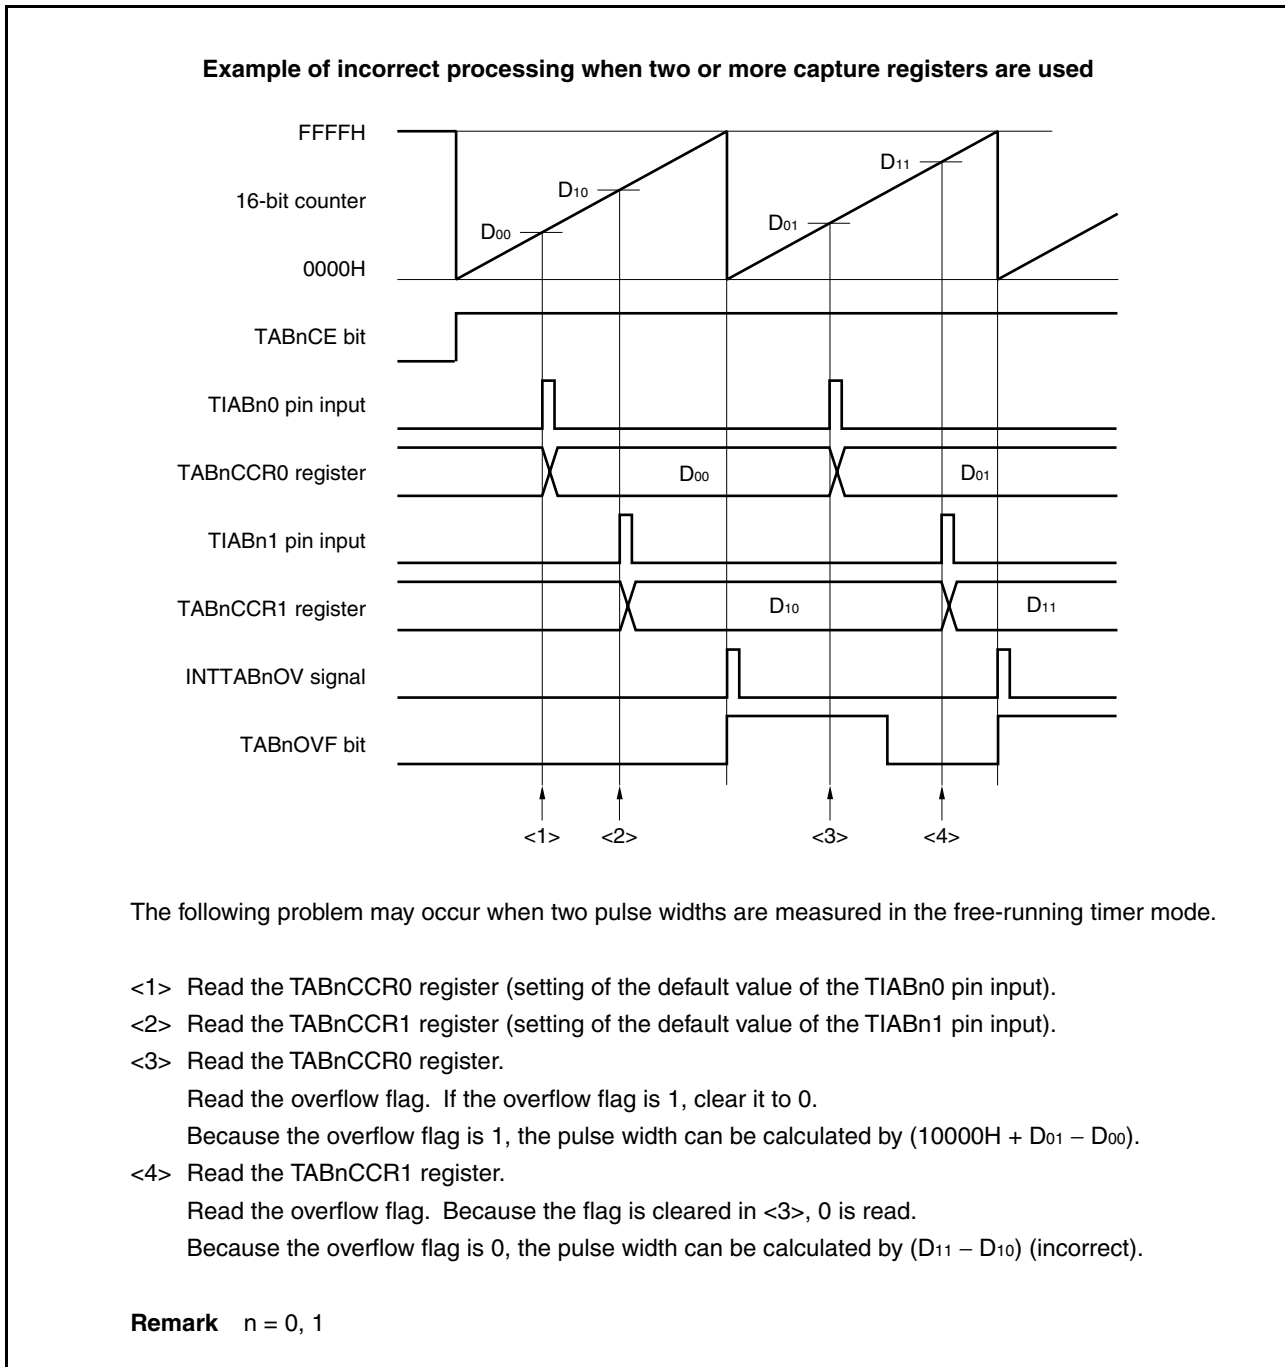 Example of incorrect processing when two or more capture registers are used
FFFFH
D11
D10
16-bit counter
D01
D00
0000H
TABnCE bit
TIABn0 pin input
TABnCCR0 register
D00
D01
TIABn1 pin input
TABnCCR1 register
D10
D11
INTTABnOV signal
TABnOVF bit
<1>
<2>
<3>
<4>
The following problem may occur when two pulse widths are measured in the free-running timer mode.
<1> Read the TABnCCR0 register (setting of the default value of the TIABn0 pin input).
<2> Read the TABnCCR1 register (setting of the default value of the TIABn1 pin input).
<3> Read the TABnCCR0 register.
Read the overflow flag. If the overflow flag is 1, clear it to 0.
Because the overflow flag is 1, the pulse width can be calculated by (10000H + D01 − D00).
<4> Read the TABnCCR1 register.
Read the overflow flag. Because the flag is cleared in <3>, 0 is read.
Because the overflow flag is 0, the pulse width can be calculated by (D11 − D10) (incorrect).
Remark n = 0, 1